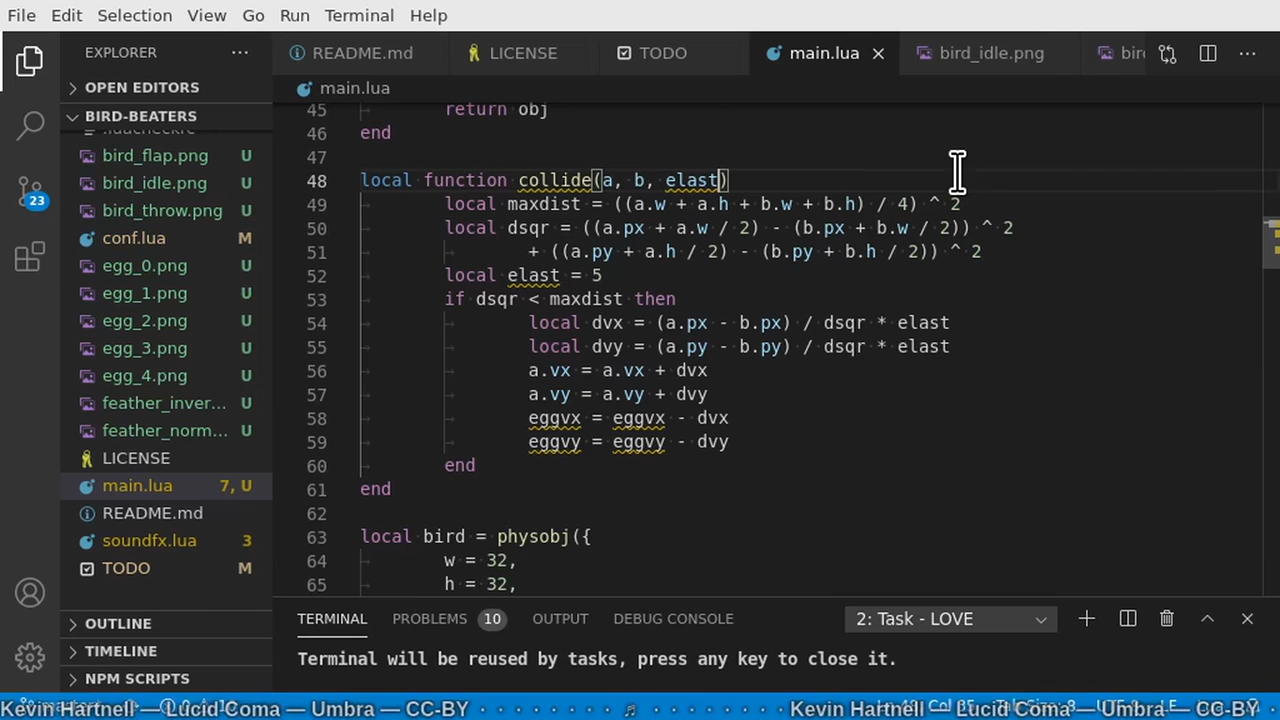 File Edit Selection View Go Run Terminal Help
EXPLORER ···
README.md LICENSE TODO main.lua bird_idle.png
OPEN EDITORS
main.lua
BIRD-BEATERS
bird_flap.png U
bird_idle.png U
bird_throw.png U
conf.lua M
egg_0.png U
egg_1.png U
egg_2.png U
egg_3.png U
egg_4.png U
feather_inver... U
feather_norm... U
LICENSE
main.lua 7, U
README.md
soundfx.lua 3
TODO M
OUTLINE
TIMELINE
NPM SCRIPTS
23
45 return obj
46 end
47
48 local function collide(a, b, elast)
49 local maxdist = ((a.w + a.h + b.w + b.h) / 4) ^ 2
50 local dsqr = ((a.px + a.w / 2) - (b.px + b.w / 2)) ^ 2
51 + ((a.py + a.h / 2) - (b.py + b.h / 2)) ^ 2
52 local elast = 5
53 if dsqr < maxdist then
54 local dvx = (a.px - b.px) / dsqr * elast
55 local dvy = (a.py - b.py) / dsqr * elast
56 a.vx = a.vx + dvx
57 a.vy = a.vy + dvy
58 eggvx = eggvx - dvx
59 eggvy = eggvy - dvy
60 end
61 end
62
63 local bird = physobj({
64 w = 32,
65 h = 32,
TERMINAL PROBLEMS 10 OUTPUT DEBUG CONSOLE 2: Task - LOVE
Terminal will be reused by tasks, press any key to close it.
Kevin Hartnell — Lucid Coma — Umbra — CC-BY · · · · · · · ♬ · · · · · · · Kevin Hartnell — Lucid Coma — Umbra — CC-BY